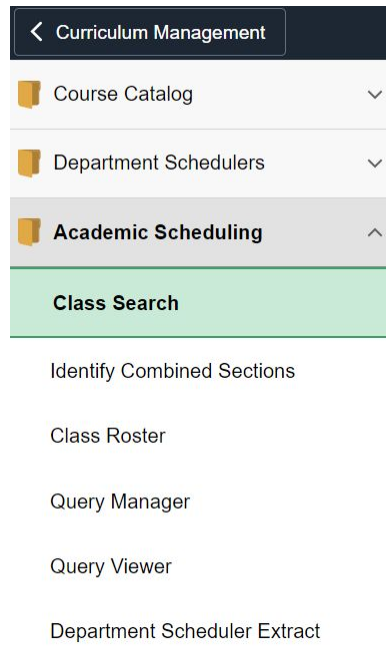 Curriculum Management
Course Catalog
Department Schedulers
Academic Scheduling
Class Search
Identify Combined Sections
Class Roster
Query Manager
Query Viewer
Department Scheduler Extract